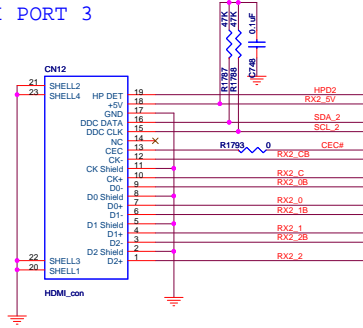 PORT 3
47K
47K
0.1uF
R1787
R1788
C748
CN12
21 SHELL2
23 SHELL4
HP DET 19 HPD2
+5V 18 RX2_5V
GND 17
DDC DATA 16 SDA_2
DDC CLK 15 SCL_2
NC 14
CEC 13 R1793 0 CEC#
CK- 12 RX2_CB
CK Shield 11
CK+ 10 RX2_C
D0- 9 RX2_0B
D0 Shield 8
D0+ 7 RX2_0
D1- 6 RX2_1B
D1 Shield 5
D1+ 4 RX2_1
D2- 3 RX2_2B
D2 Shield 2
22 SHELL3
D2+ 1 RX2_2
20 SHELL1
HDMI_con